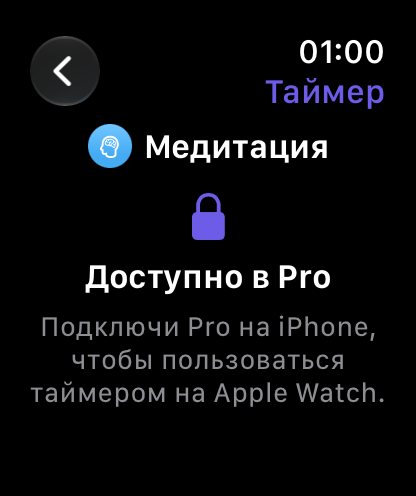 01:00
Таймер
Медитация
Доступно в Pro
Подключи Pro на iPhone,
чтобы пользоваться
таймером на Apple Watch.